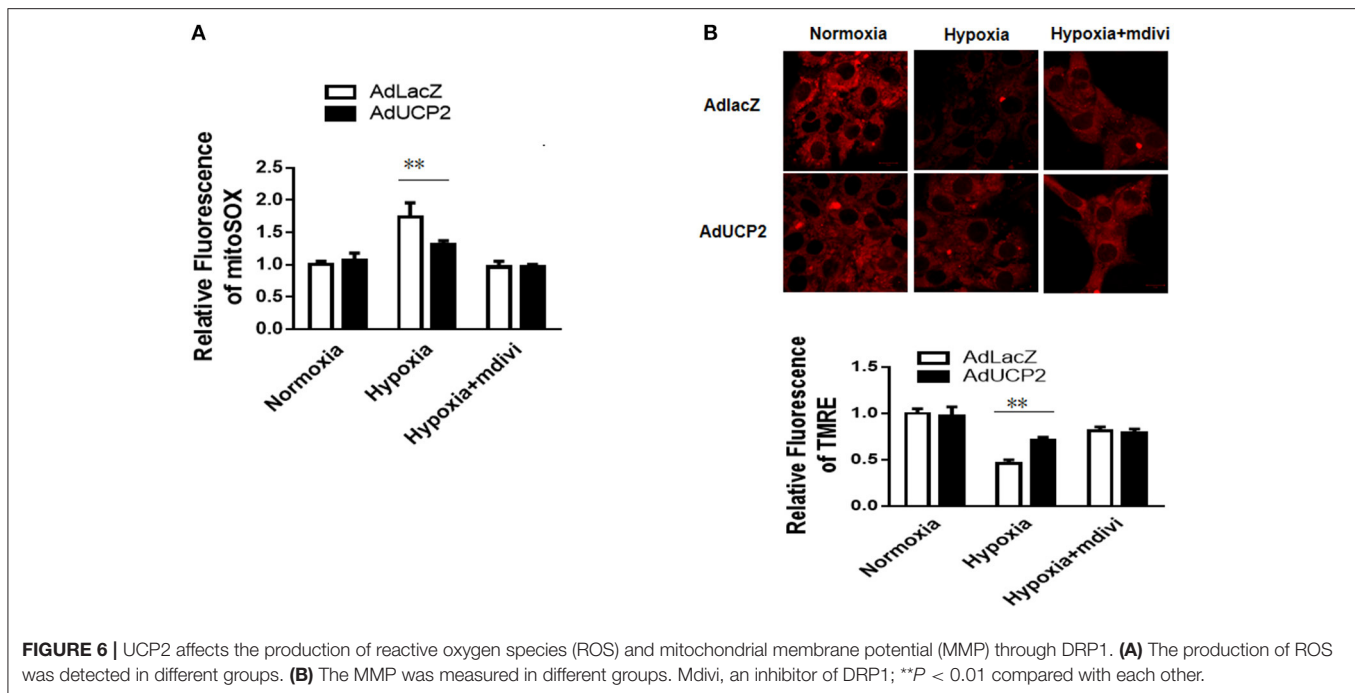 A
AdLacZ
AdUCP2
Relative Fluorescence
of mitoSOX
2.5
2.0
1.5
1.0
0.5
0.0
**
Normoxia
Hypoxia
Hypoxia+mdivi
B
Normoxia Hypoxia Hypoxia+mdivi
AdlacZ
AdUCP2
AdLacZ
AdUCP2
Relative Fluorescence
of TMRE
1.5
1.0
0.5
0.0
**
Normoxia
Hypoxia
Hypoxia+mdivi
FIGURE 6 | UCP2 affects the production of reactive oxygen species (ROS) and mitochondrial membrane potential (MMP) through DRP1. (A) The production of ROS
was detected in different groups. (B) The MMP was measured in different groups. Mdivi, an inhibitor of DRP1; **P < 0.01 compared with each other.